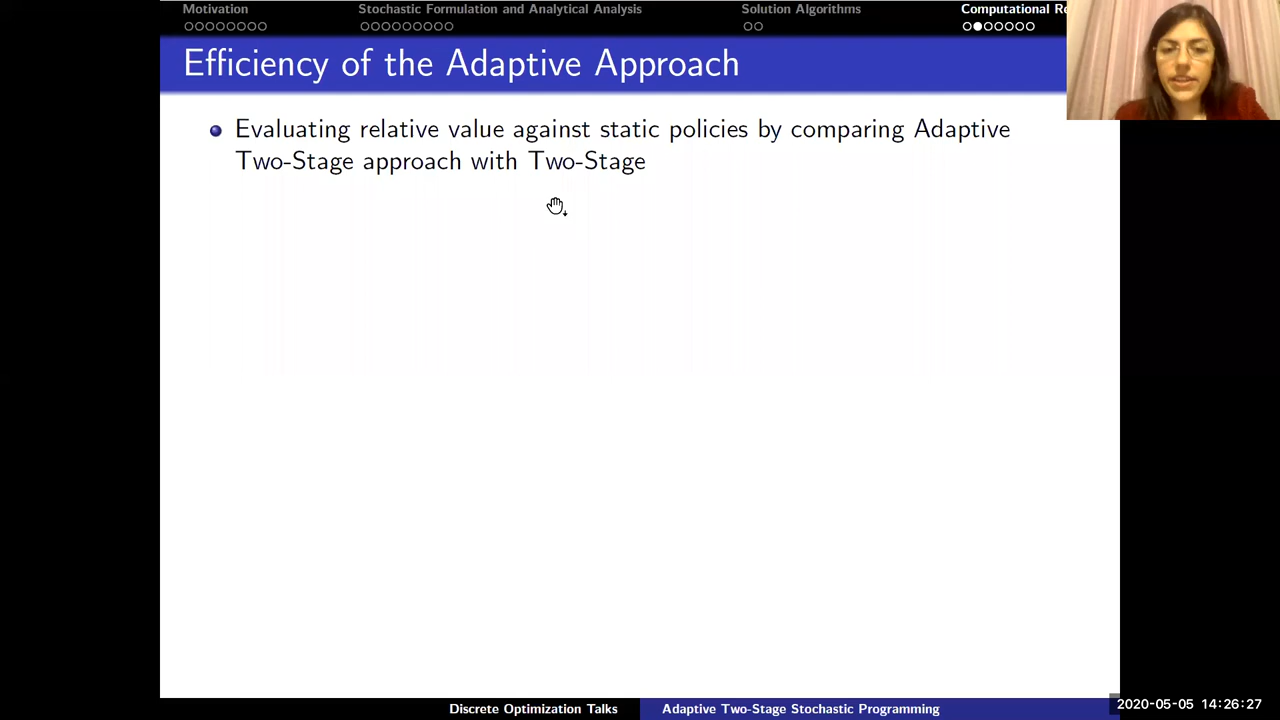 Motivation
Stochastic Formulation and Analytical Analysis
Solution Algorithms
Computational
Efficiency of the Adaptive Approach
Evaluating relative value against static policies by comparing Adaptive
Two-Stage approach with Two-Stage
Discrete Optimization Talks
Adaptive Two-Stage Stochastic Programming
2020-05-05 14:26:27